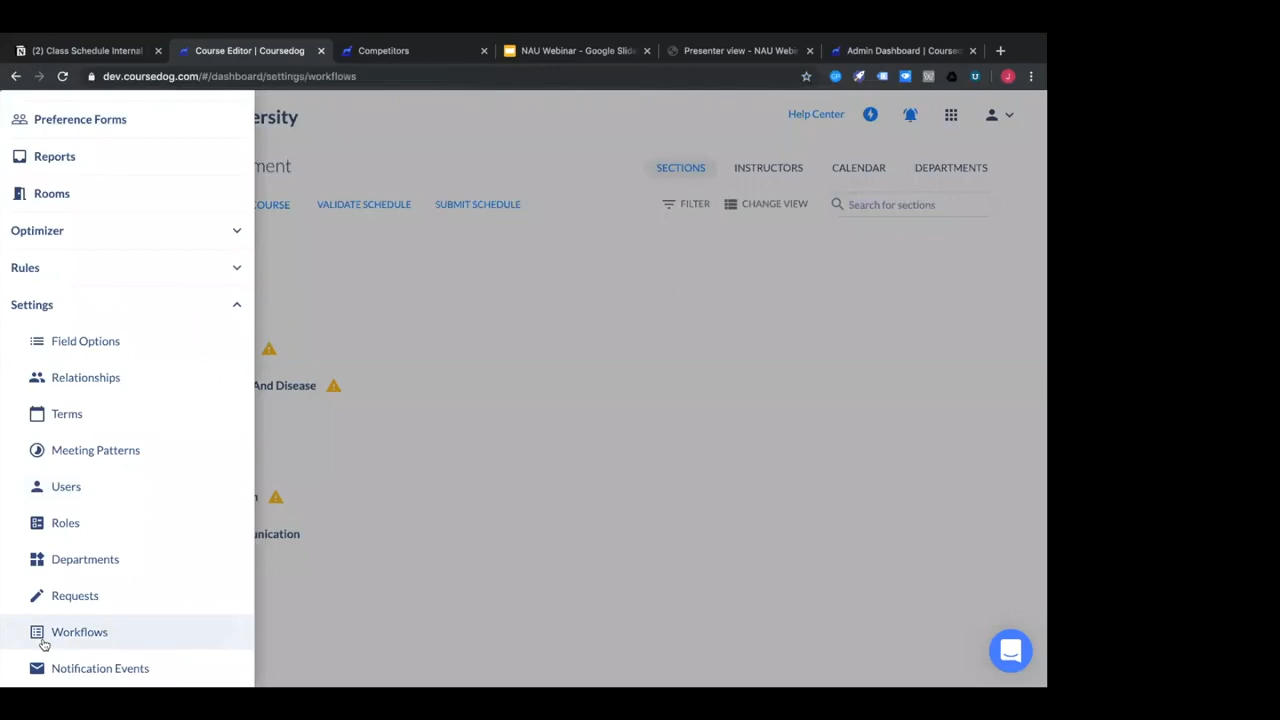 (2) Class Schedule Internal
Course Editor | Coursedog
Competitors
NAU Webinar - Google Slide
Presenter view - NAU Webin
Admin Dashboard | Coursed
dev.coursedog.com/#/dashboard/settings/workflows
Preference Forms
Reports
Rooms
Optimizer
Rules
Settings
Field Options
Relationships
Terms
Meeting Patterns
Users
Roles
Departments
Requests
Workflows
Notification Events
ersity
Help Center
ment
SECTIONS
INSTRUCTORS
CALENDAR
DEPARTMENTS
COURSE
VALIDATE SCHEDULE
SUBMIT SCHEDULE
FILTER
CHANGE VIEW
Search for sections
And Disease
unication